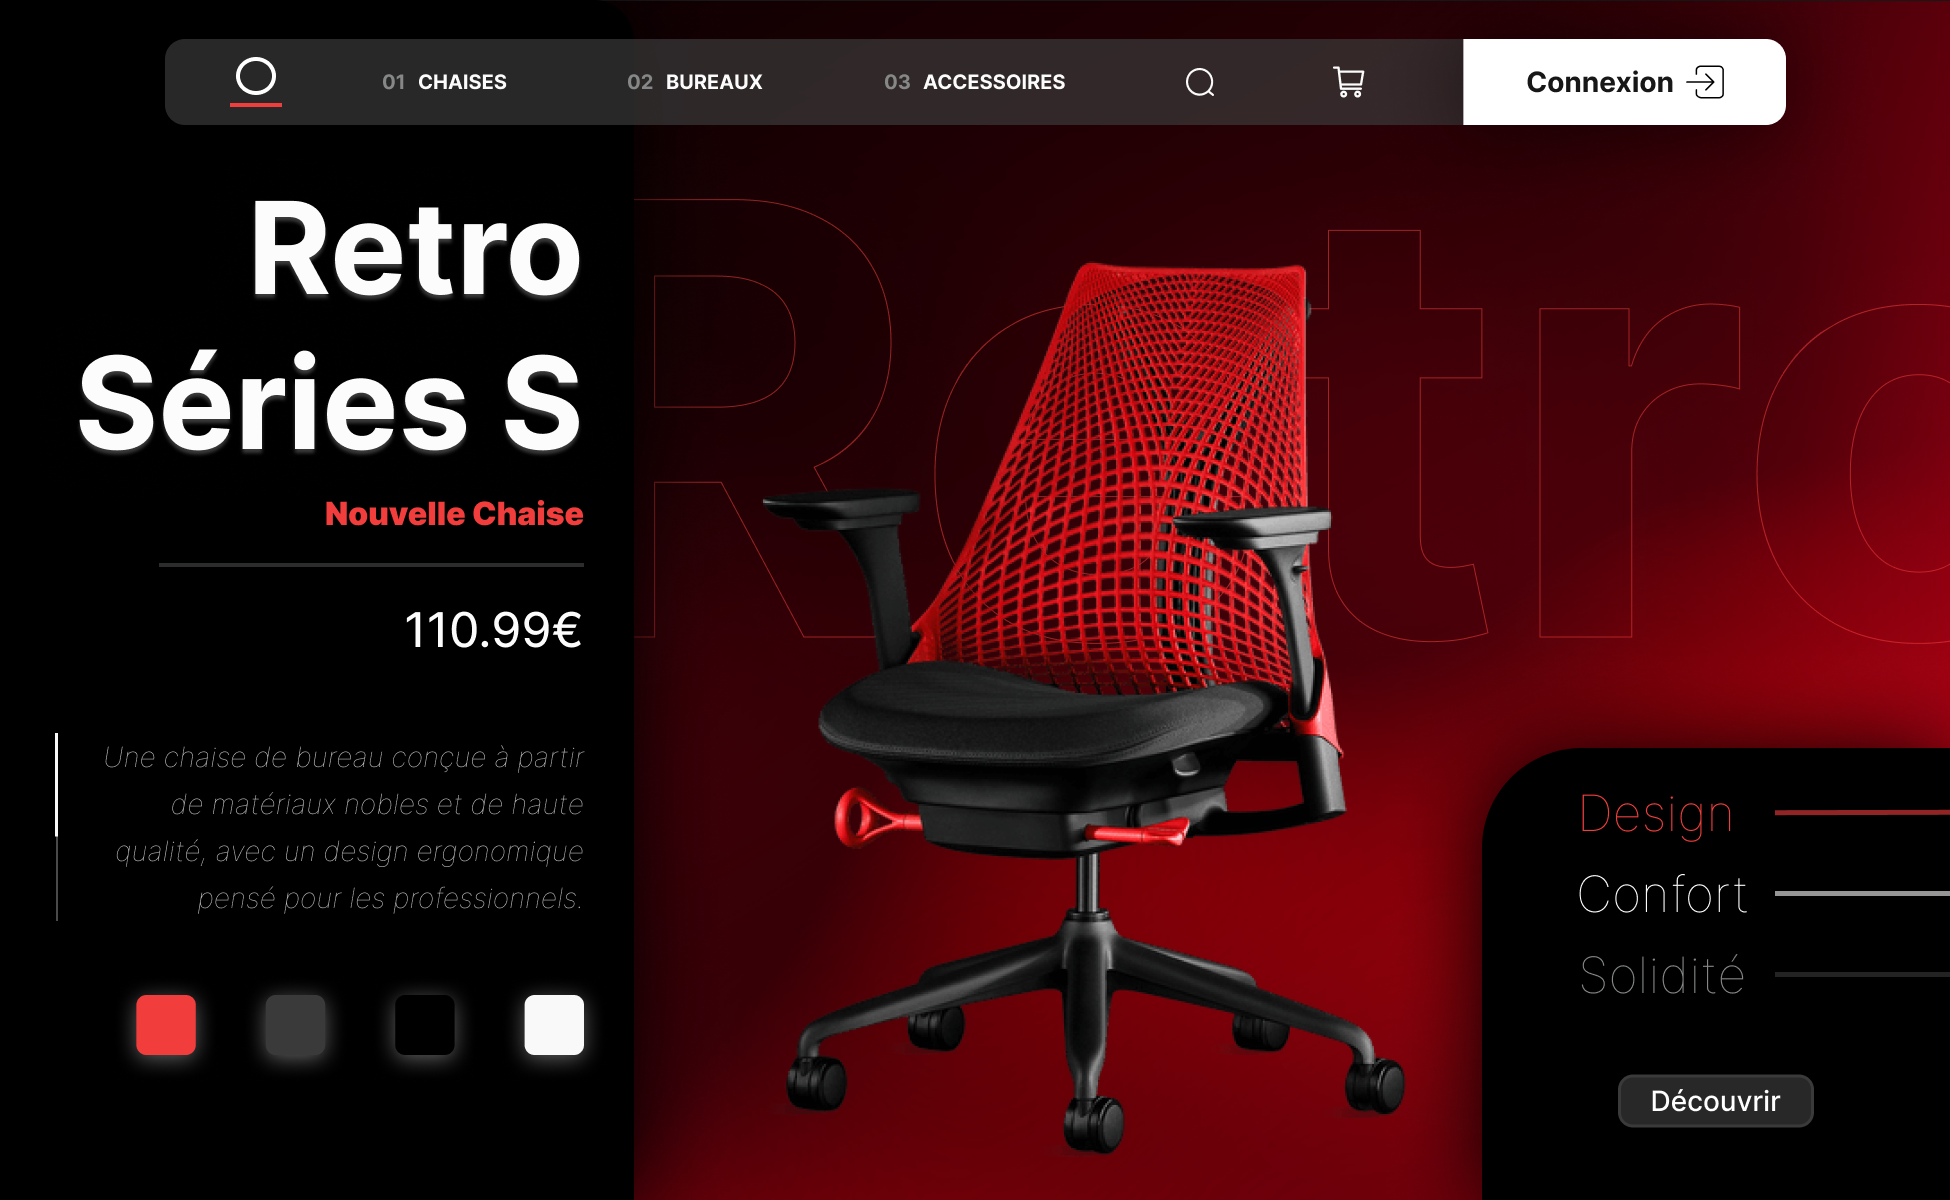 01 CHAISES
02 BUREAUX
03 ACCESSOIRES
Connexion
Retro
Séries S
Nouvelle Chaise
110.99€
Une chaise de bureau conçue à partir
de matériaux nobles et de haute
qualité, avec un design ergonomique
pensé pour les professionnels.
Retro
Design
Confort
Solidité
Découvrir